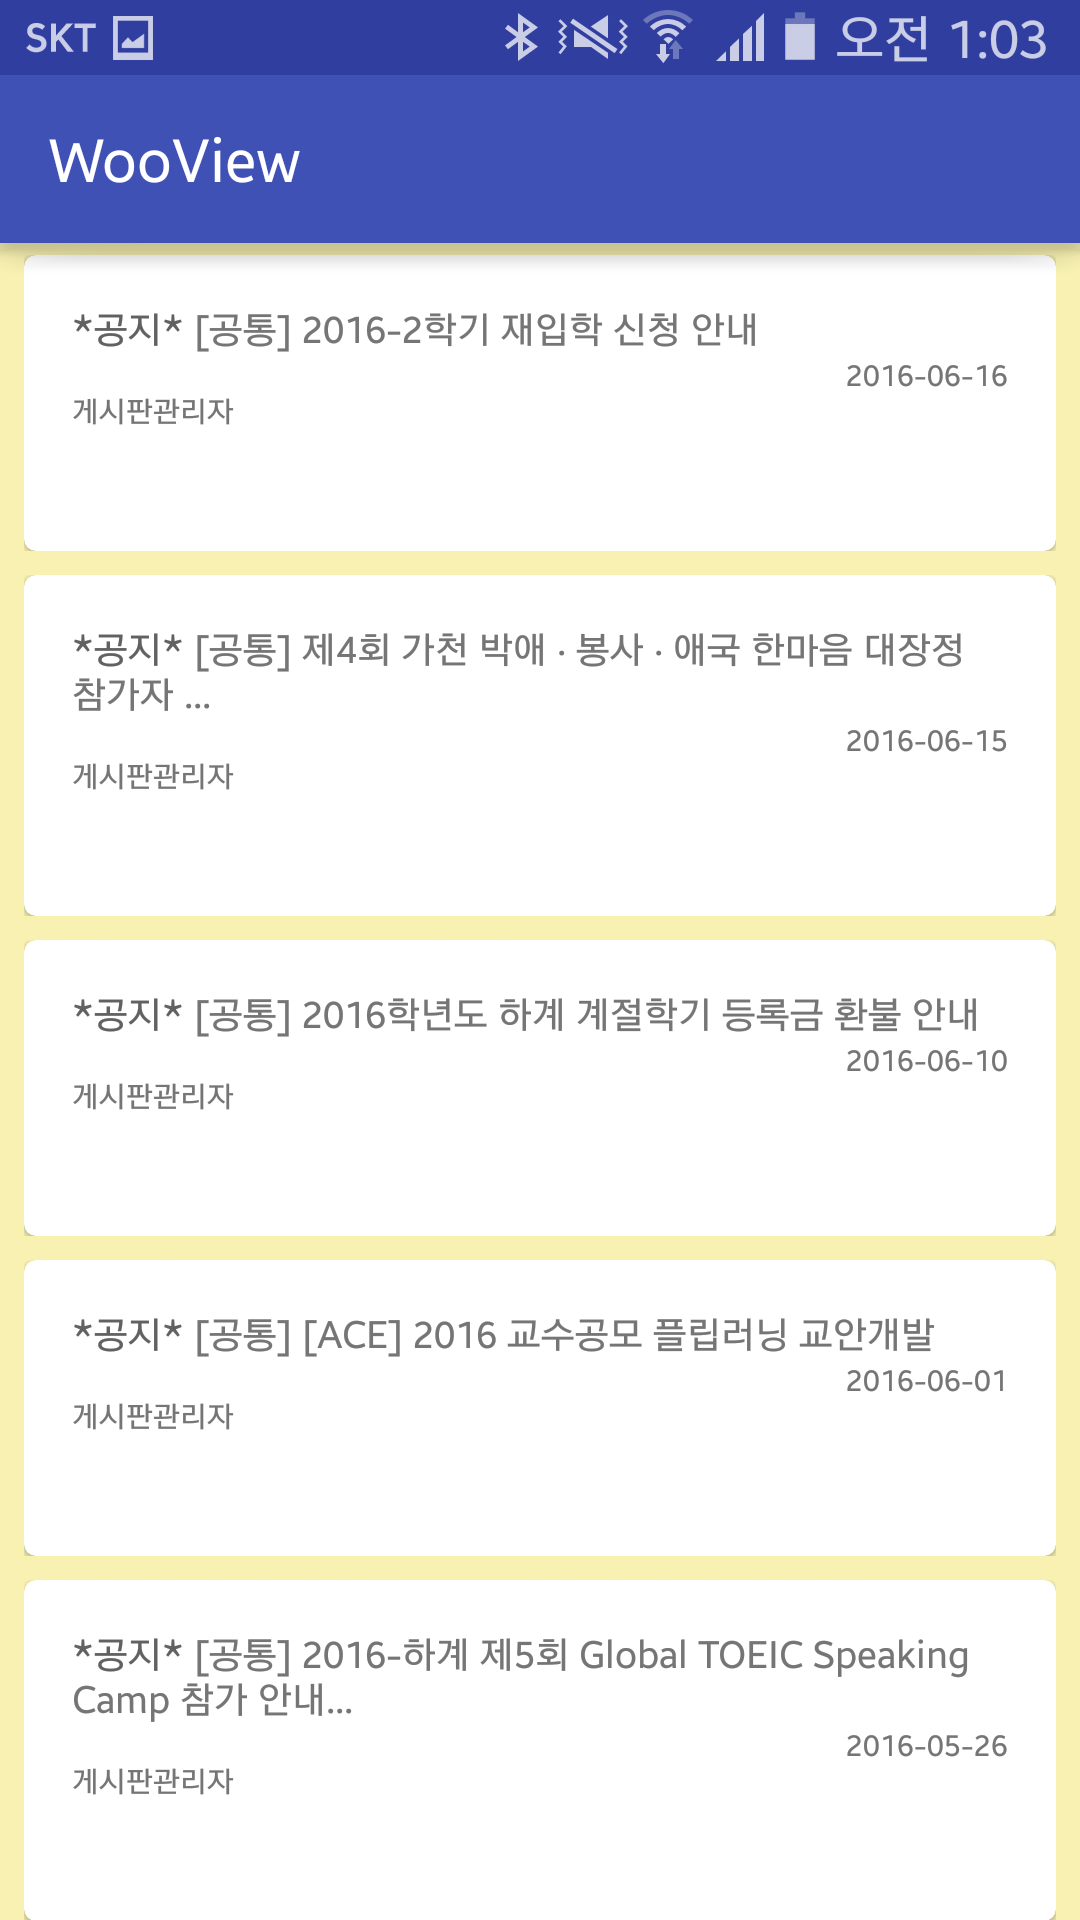 SKT 오전 1:03
WooView
*공지* [공통] 2016-2학기 재입학 신청 안내
2016-06-16
게시판관리자
*공지* [공통] 제4회 가천 박애 · 봉사 · 애국 한마음 대장정
참가자 ...
2016-06-15
게시판관리자
*공지* [공통] 2016학년도 하계 계절학기 등록금 환불 안내
2016-06-10
게시판관리자
*공지* [공통] [ACE] 2016 교수공모 플립러닝 교안개발
2016-06-01
게시판관리자
*공지* [공통] 2016-하계 제5회 Global TOEIC Speaking
Camp 참가 안내...
2016-05-26
게시판관리자